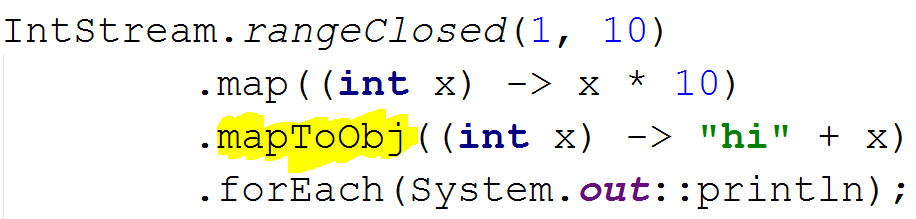 IntStream.rangeClosed(1, 10)
.map((int x) -> x * 10)
.mapToObj((int x) -> "hi" + x)
.forEach(System.out::println);